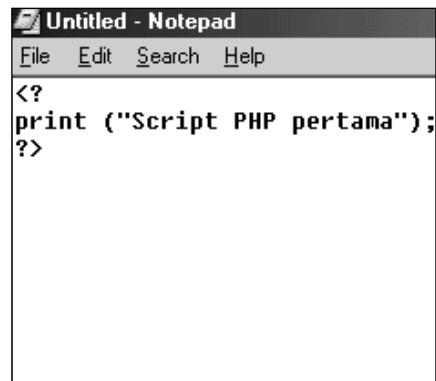 Untitled - Notepad
File Edit Search Help
<?
print ("Script PHP pertama");
?>